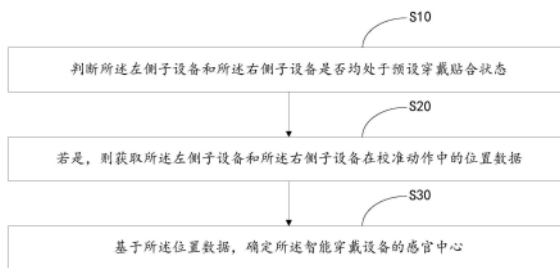 S10
判断所述左侧子设备和所述右侧子设备是否均处于预设穿戴贴合状态
S20
若是，则获取所述左侧子设备和所述右侧子设备在校准动作中的位置数据
S30
基于所述位置数据，确定所述智能穿戴设备的感官中心